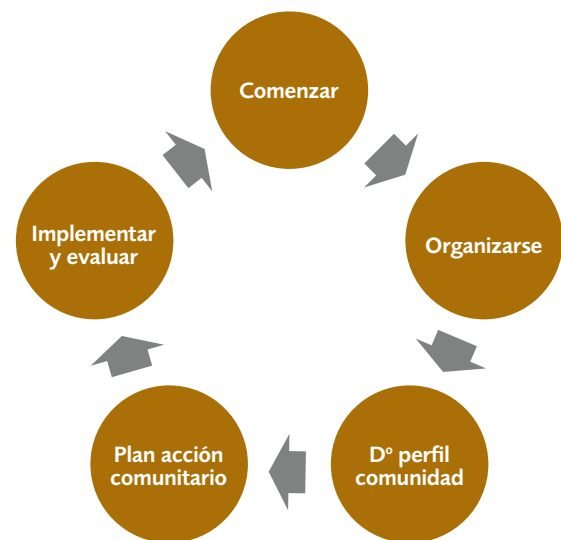 Comenzar
Organizarse
Dº perfil
comunidad
Plan acción
comunitario
Implementar
y evaluar